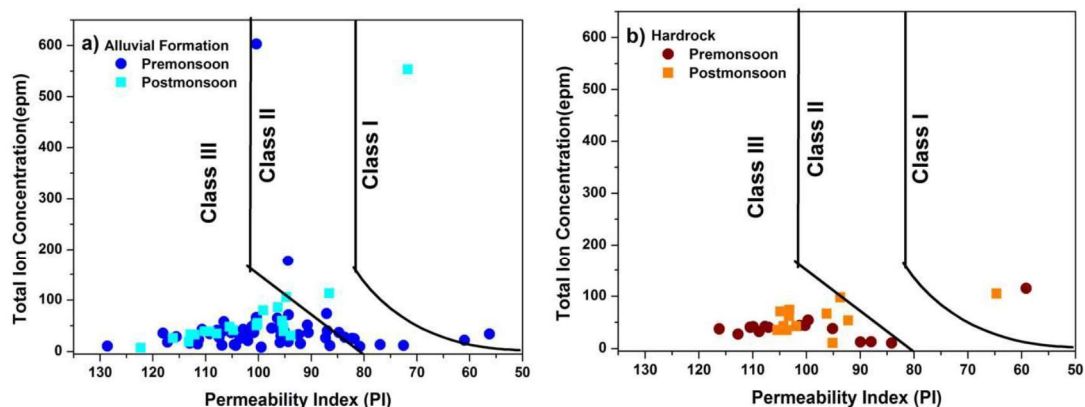 a) Alluvial Formation
Premonsoon
Postmonsoon
Class III
Class II
Class I
Total Ion Concentration(epm)
600
500
400
300
200
100
0
130 120 110 100 90 80 70 60 50
Permeability Index (PI)
b) Hardrock
Premonsoon
Postmonsoon
Class III
Class II
Class I
Total Ion Concentration(epm)
600
500
400
300
200
100
0
130 120 110 100 90 80 70 60 50
Permeability Index (PI)